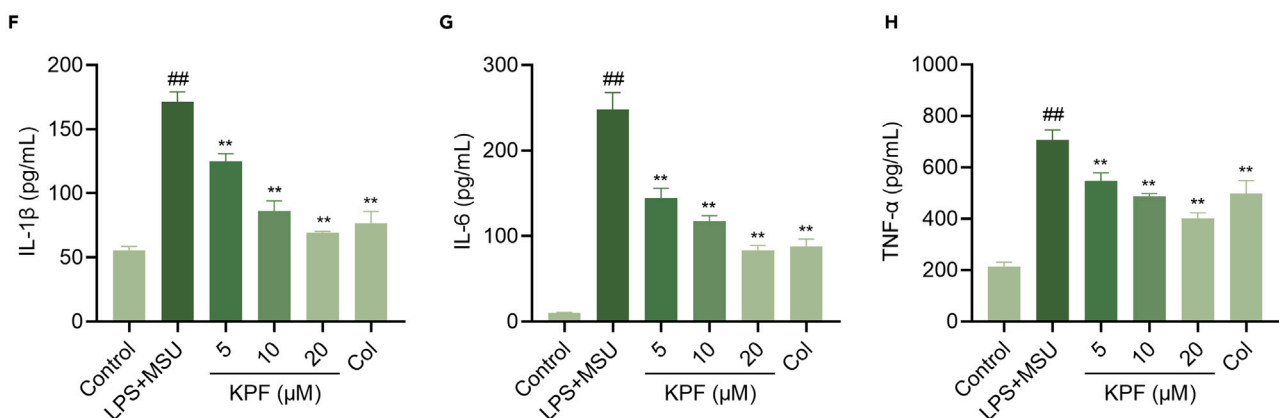 F
IL-1β (pg/mL)
200
150
100
50
0
##
**
**
**
**
Control
LPS+MSU
5
10
20
Col
KPF (μM)
G
IL-6 (pg/mL)
300
200
100
0
##
**
**
**
**
Control
LPS+MSU
5
10
20
Col
KPF (μM)
H
TNF-α (pg/mL)
1000
800
600
400
200
0
##
**
**
**
**
Control
LPS+MSU
5
10
20
Col
KPF (μM)